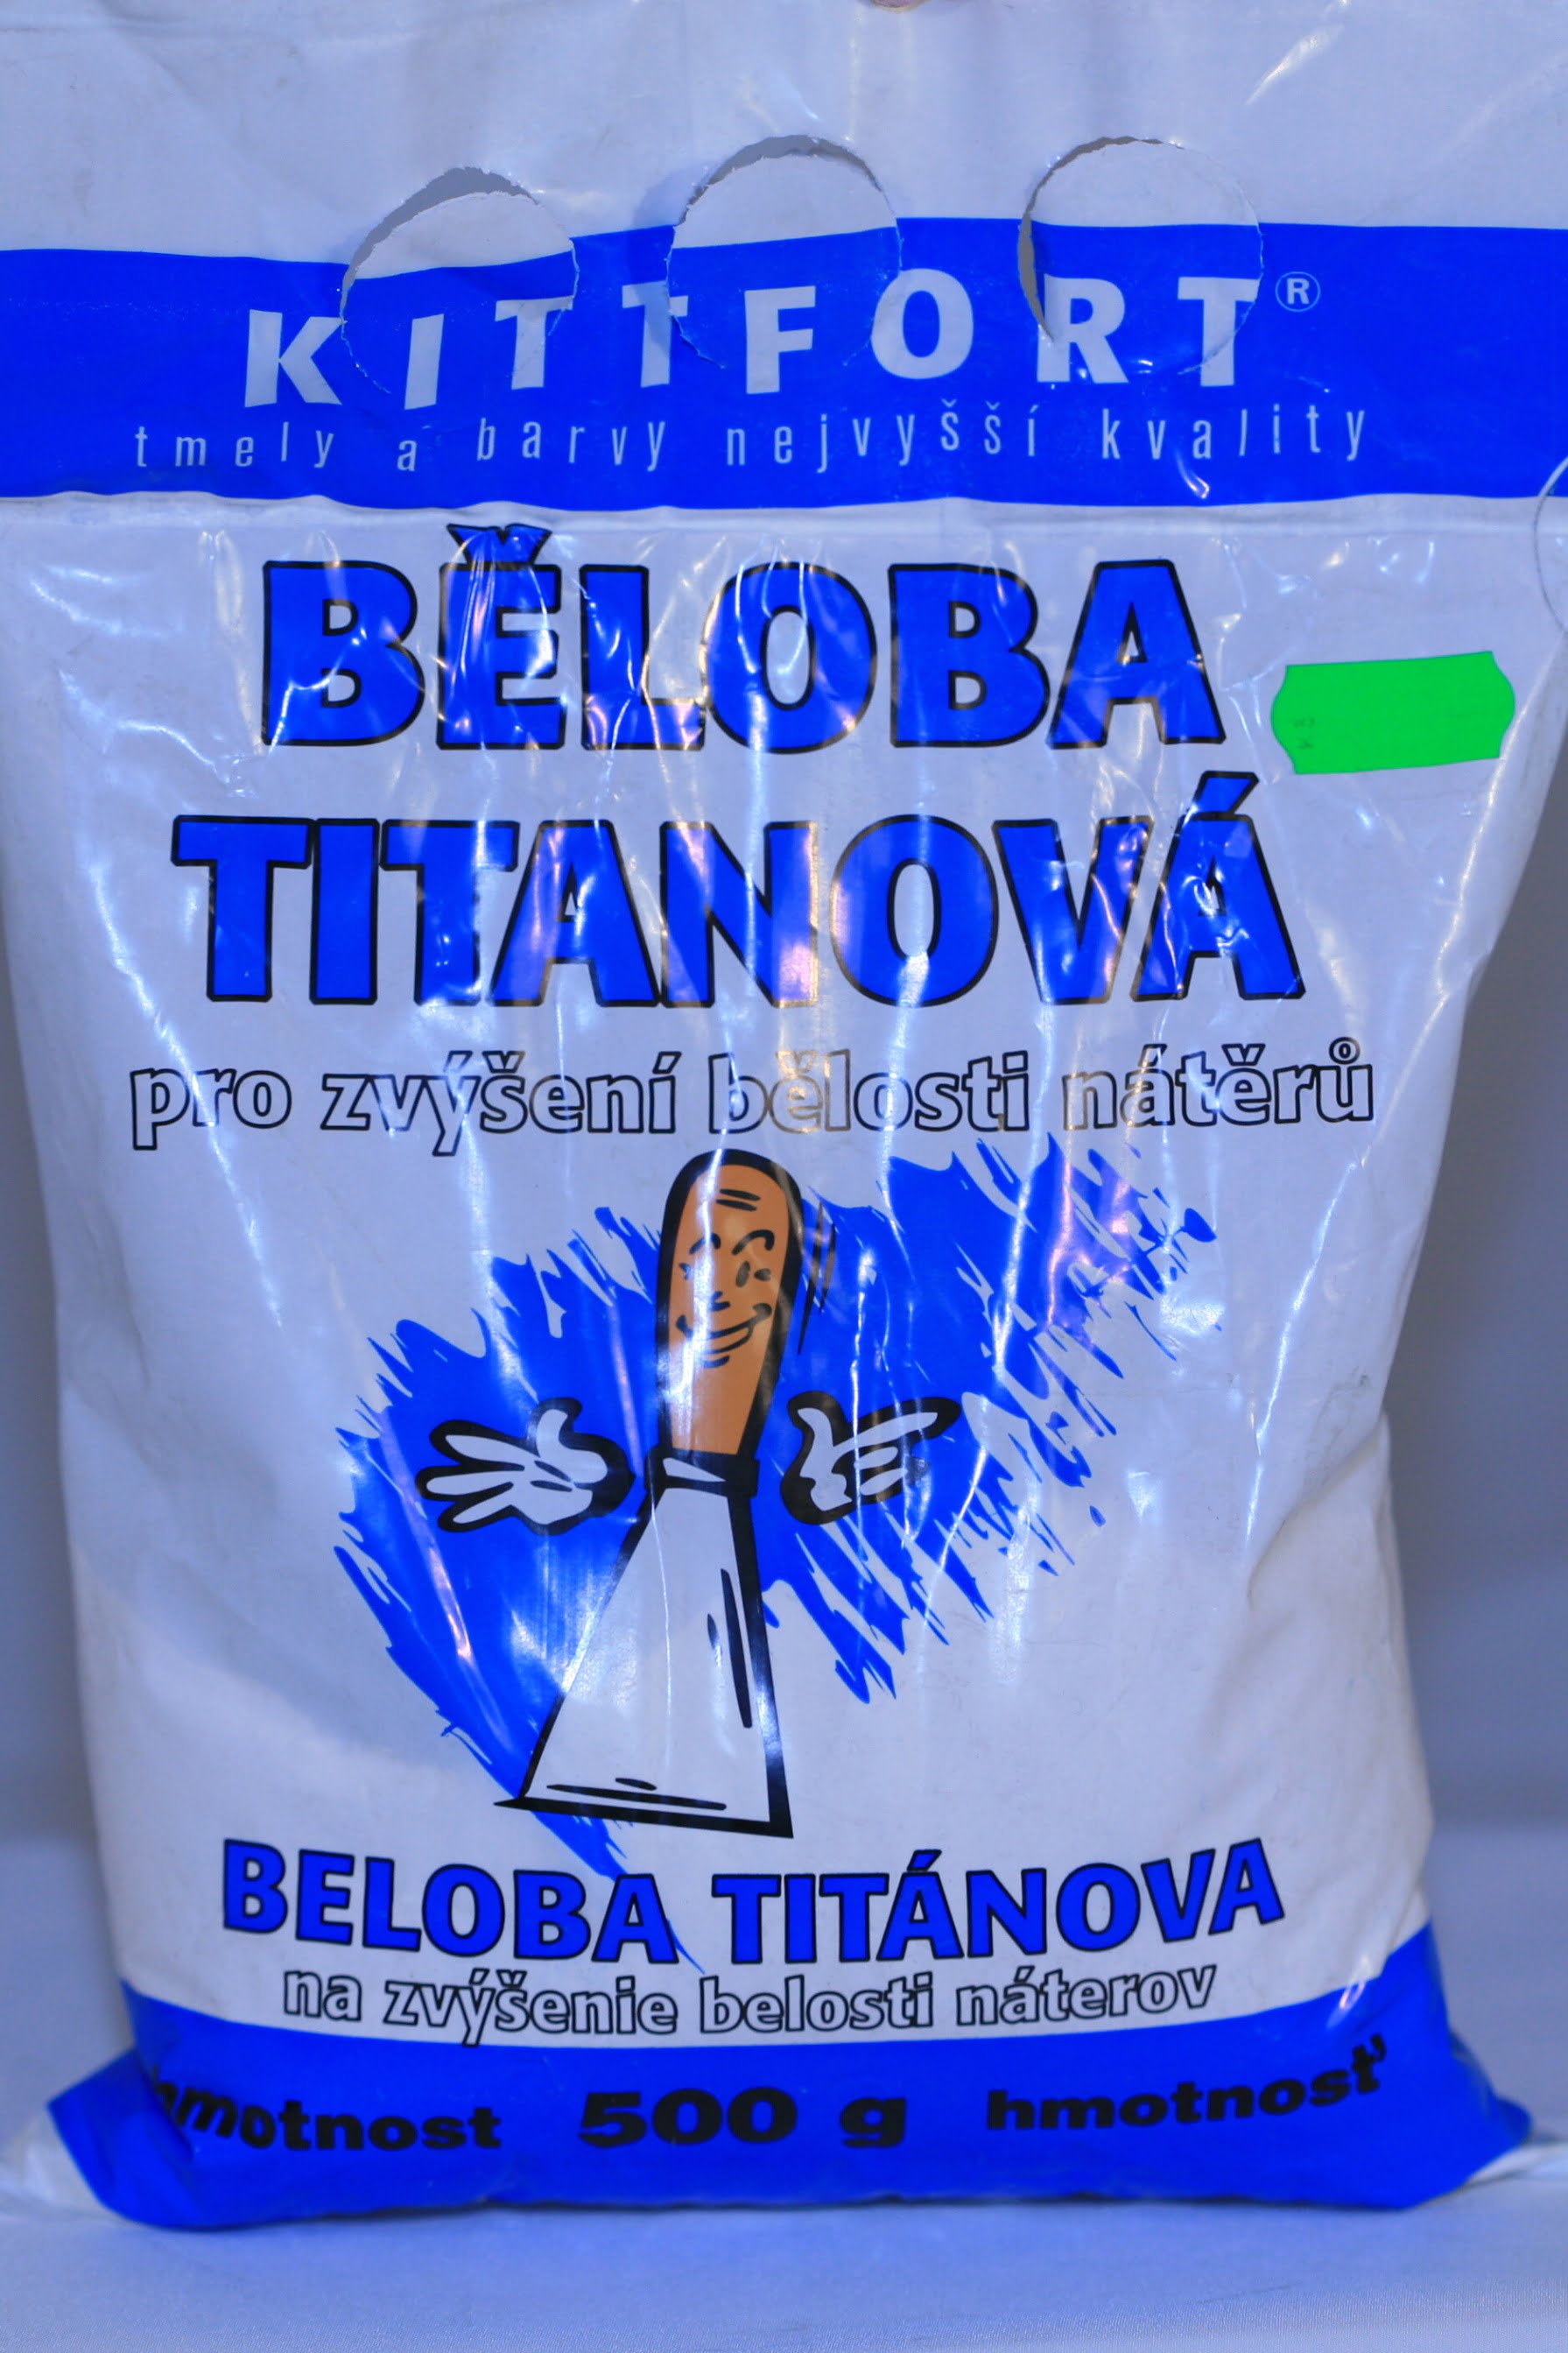 KITTFORT®
tmely a barvy nejvyšší kvality
BĚLOBA
TITANOVÁ
pro zvýšení bělosti nátěrů
BELOBA TITÁNOVA
na zvýšenie belosti náterov
hmotnost 500 g hmotnosť